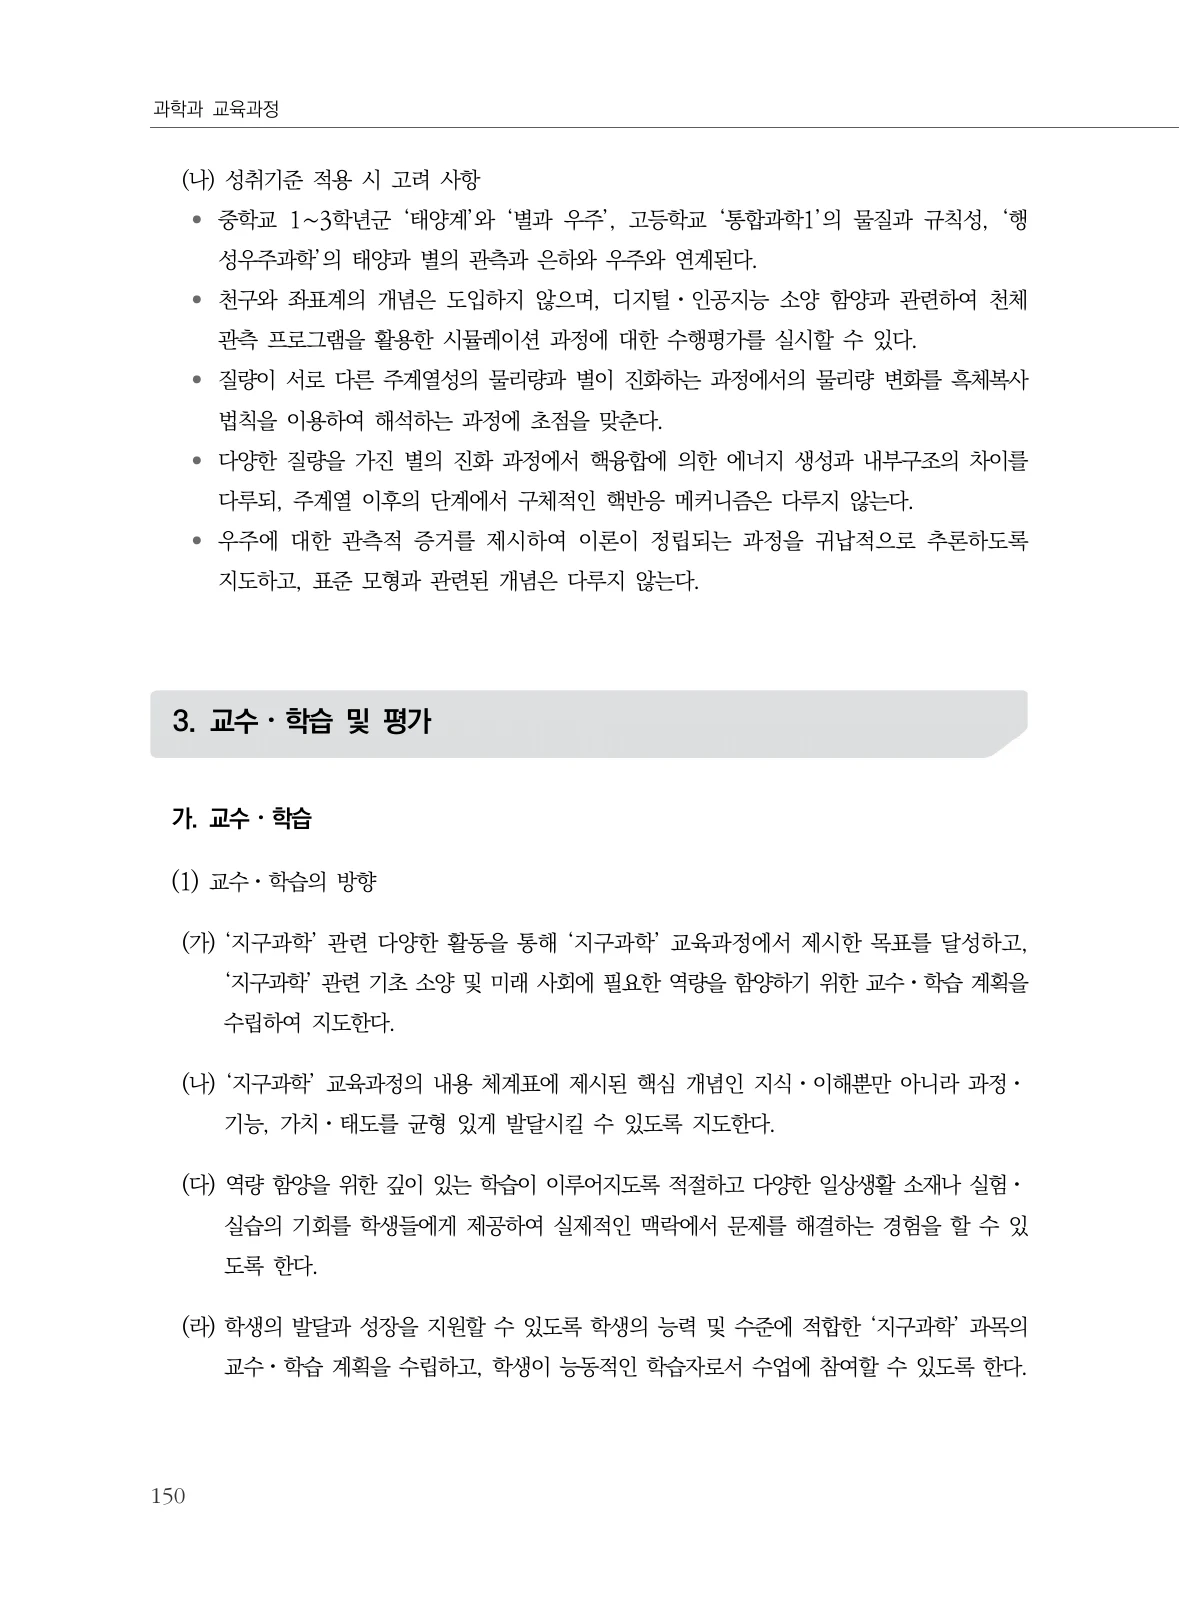 과학과 교육과정
(나) 성취기준 적용 시 고려 사항
• 중학교 1~3학년군 ‘태양계’와 ‘별과 우주’, 고등학교 ‘통합과학1’의 물질과 규칙성, ‘행
성우주과학’의 태양과 별의 관측과 은하와 우주와 연계된다.
• 천구와 좌표계의 개념은 도입하지 않으며, 디지털･인공지능 소양 함양과 관련하여 천체
관측 프로그램을 활용한 시뮬레이션 과정에 대한 수행평가를 실시할 수 있다.
• 질량이 서로 다른 주계열성의 물리량과 별이 진화하는 과정에서의 물리량 변화를 흑체복사
법칙을 이용하여 해석하는 과정에 초점을 맞춘다.
• 다양한 질량을 가진 별의 진화 과정에서 핵융합에 의한 에너지 생성과 내부구조의 차이를
다루되, 주계열 이후의 단계에서 구체적인 핵반응 메커니즘은 다루지 않는다.
• 우주에 대한 관측적 증거를 제시하여 이론이 정립되는 과정을 귀납적으로 추론하도록
지도하고, 표준 모형과 관련된 개념은 다루지 않는다.
3. 교수･학습 및 평가
가. 교수･학습
(1) 교수･학습의 방향
(가) ‘지구과학’ 관련 다양한 활동을 통해 ‘지구과학’ 교육과정에서 제시한 목표를 달성하고,
‘지구과학’ 관련 기초 소양 및 미래 사회에 필요한 역량을 함양하기 위한 교수･학습 계획을
수립하여 지도한다.
(나) ‘지구과학’ 교육과정의 내용 체계표에 제시된 핵심 개념인 지식･이해뿐만 아니라 과정･
기능, 가치･태도를 균형 있게 발달시킬 수 있도록 지도한다.
(다) 역량 함양을 위한 깊이 있는 학습이 이루어지도록 적절하고 다양한 일상생활 소재나 실험･
실습의 기회를 학생들에게 제공하여 실제적인 맥락에서 문제를 해결하는 경험을 할 수 있
도록 한다.
(라) 학생의 발달과 성장을 지원할 수 있도록 학생의 능력 및 수준에 적합한 ‘지구과학’ 과목의
교수･학습 계획을 수립하고, 학생이 능동적인 학습자로서 수업에 참여할 수 있도록 한다.
150